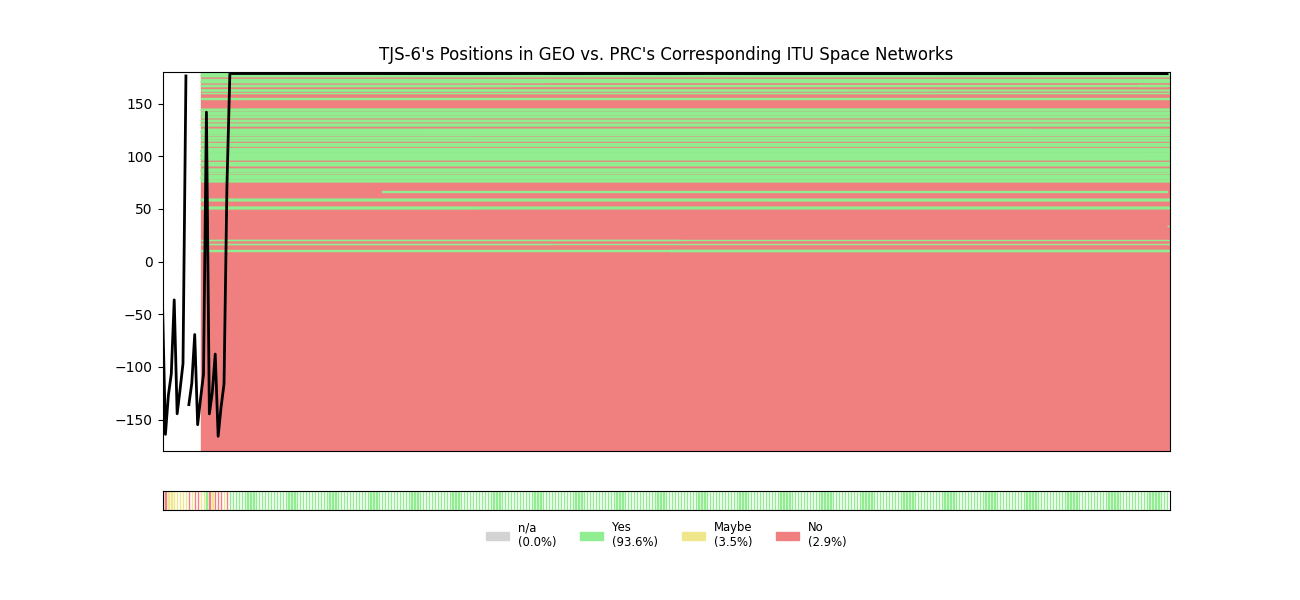 TJS-6's Positions in GEO vs. PRC's Corresponding ITU Space Networks
150
100
50
0
−50
−100
−150
n/a
(0.0%)
Yes
(93.6%)
Maybe
(3.5%)
No
(2.9%)